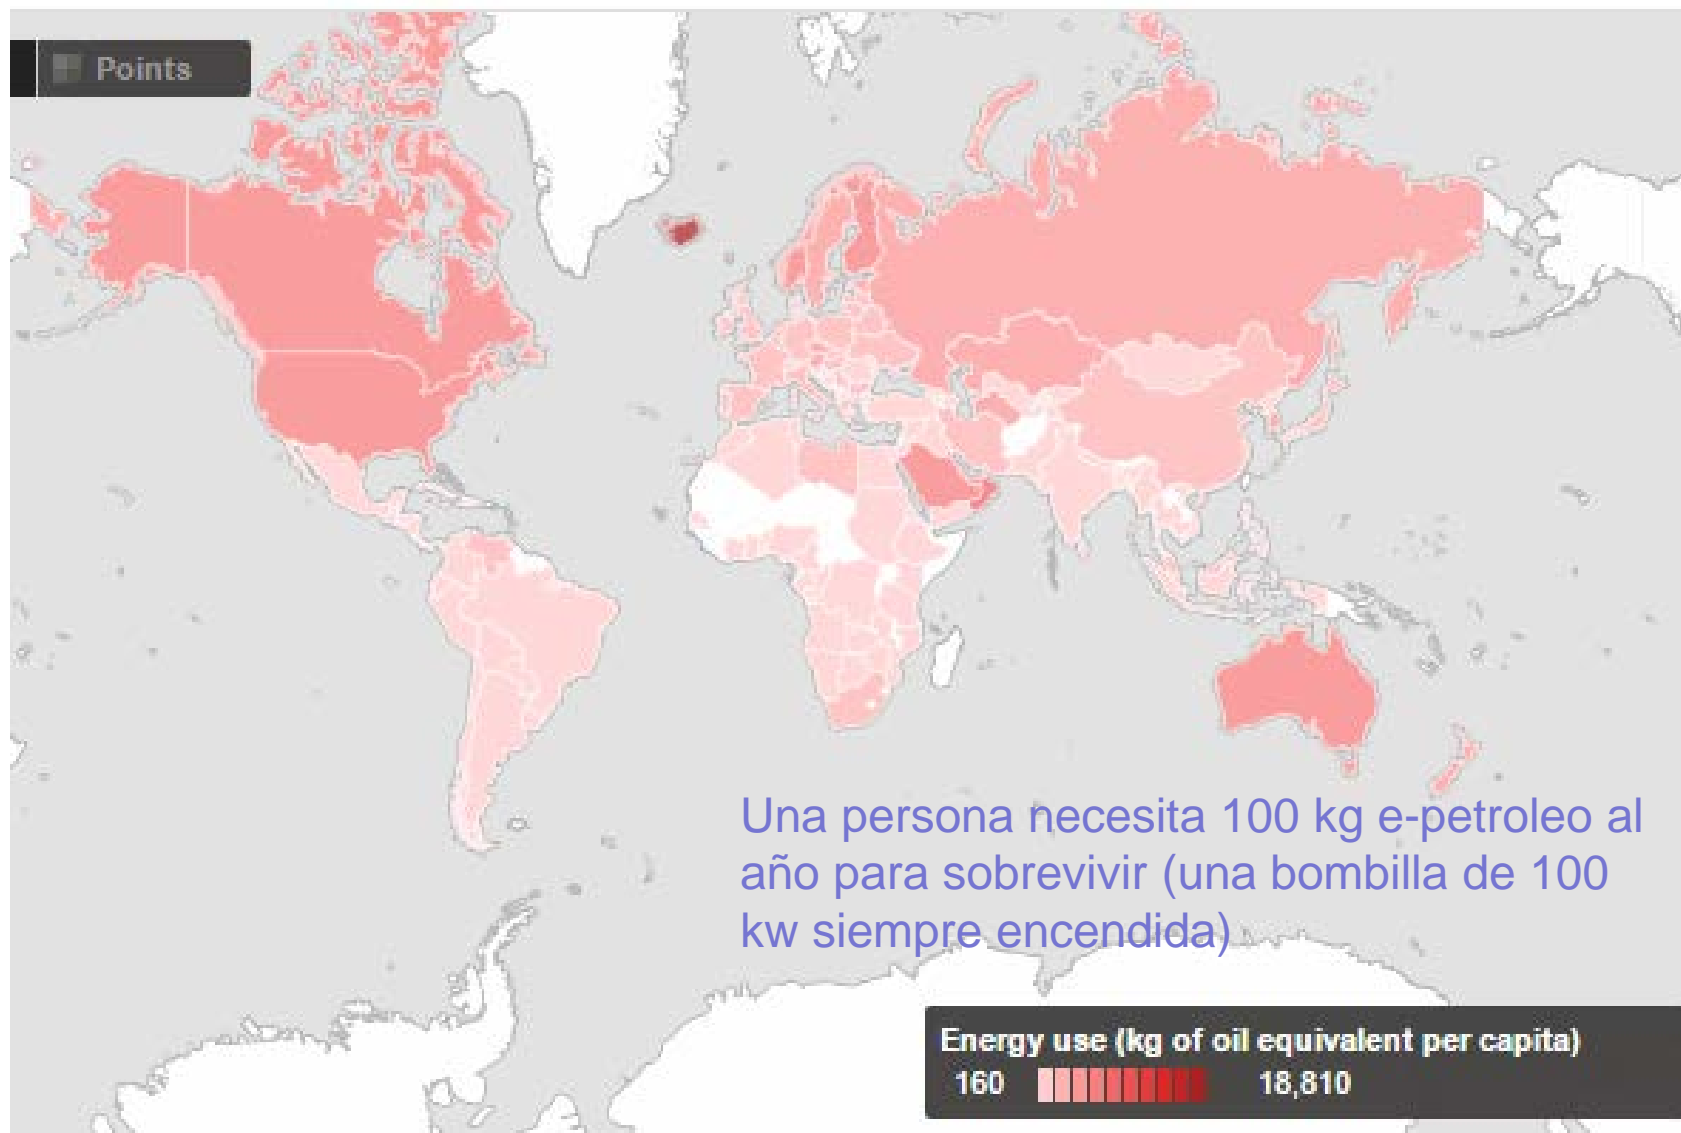 Points
Una persona necesita 100 kg e-petroleo al
año para sobrevivir (una bombilla de 100
kw siempre encendida)
Energy use (kg of oil equivalent per capita)
160 18,810